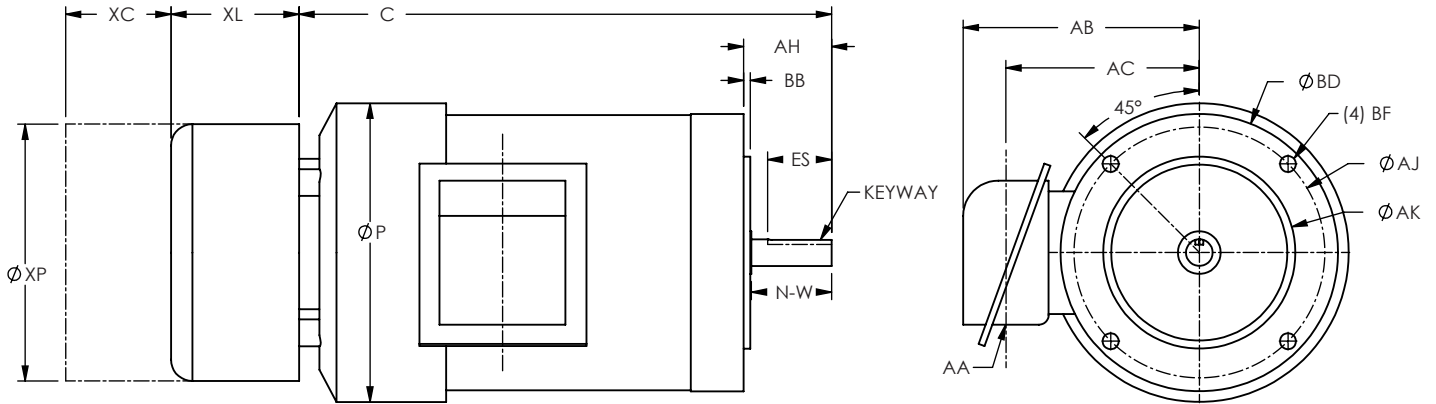 XC XL C AB
AH AC
BB
ØBD
45°
(4) BF
ES
ØAJ
KEYWAY
ØP
ØAK
ØXP
N-W
AA